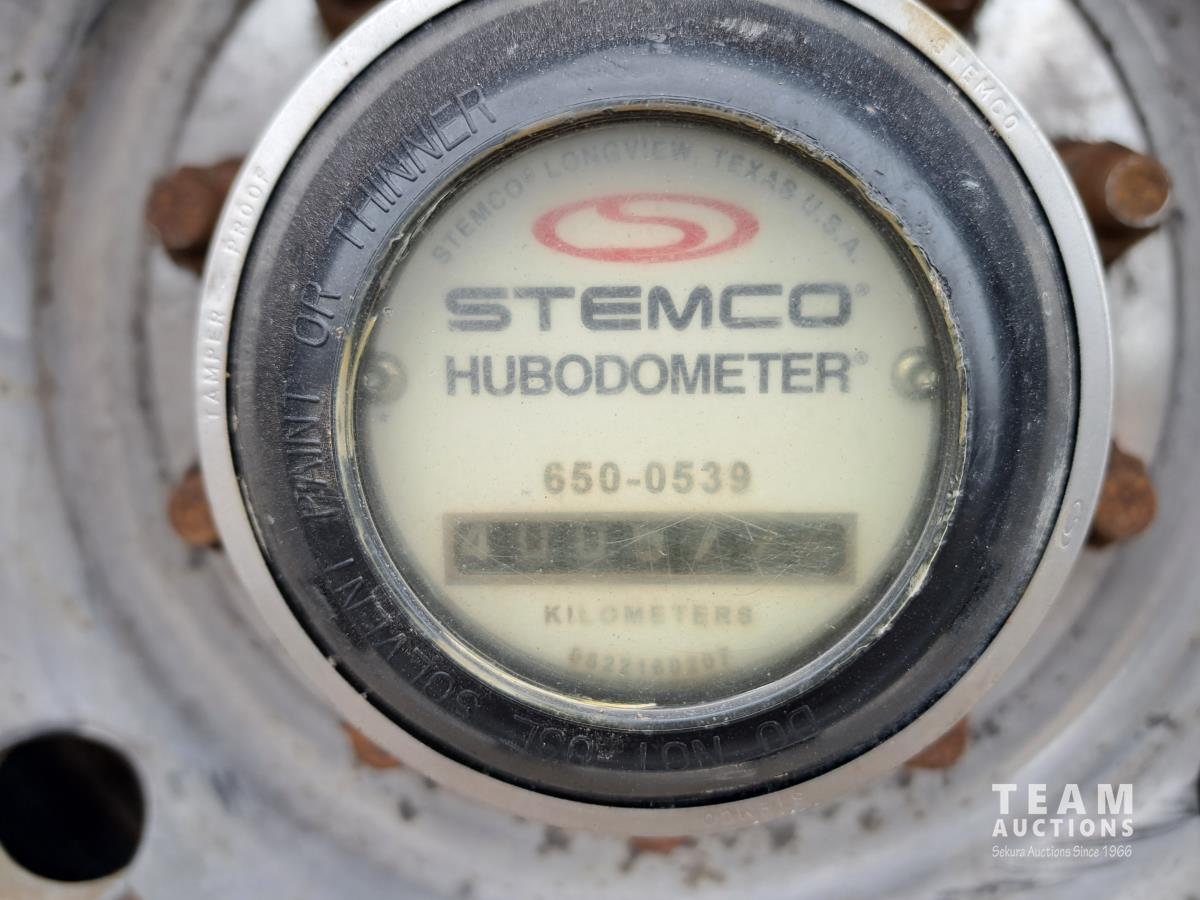 STEMCO
TAMPER PROOF
DO NOT USE SOLVENT PAINT OR THINNER
STEMCO® LONGVIEW, TEXAS U.S.A.
STEMCO®
HUBODOMETER®
650-0539
KILOMETERS
TEAM
AUCTIONS
Sekura Auctions Since 1966